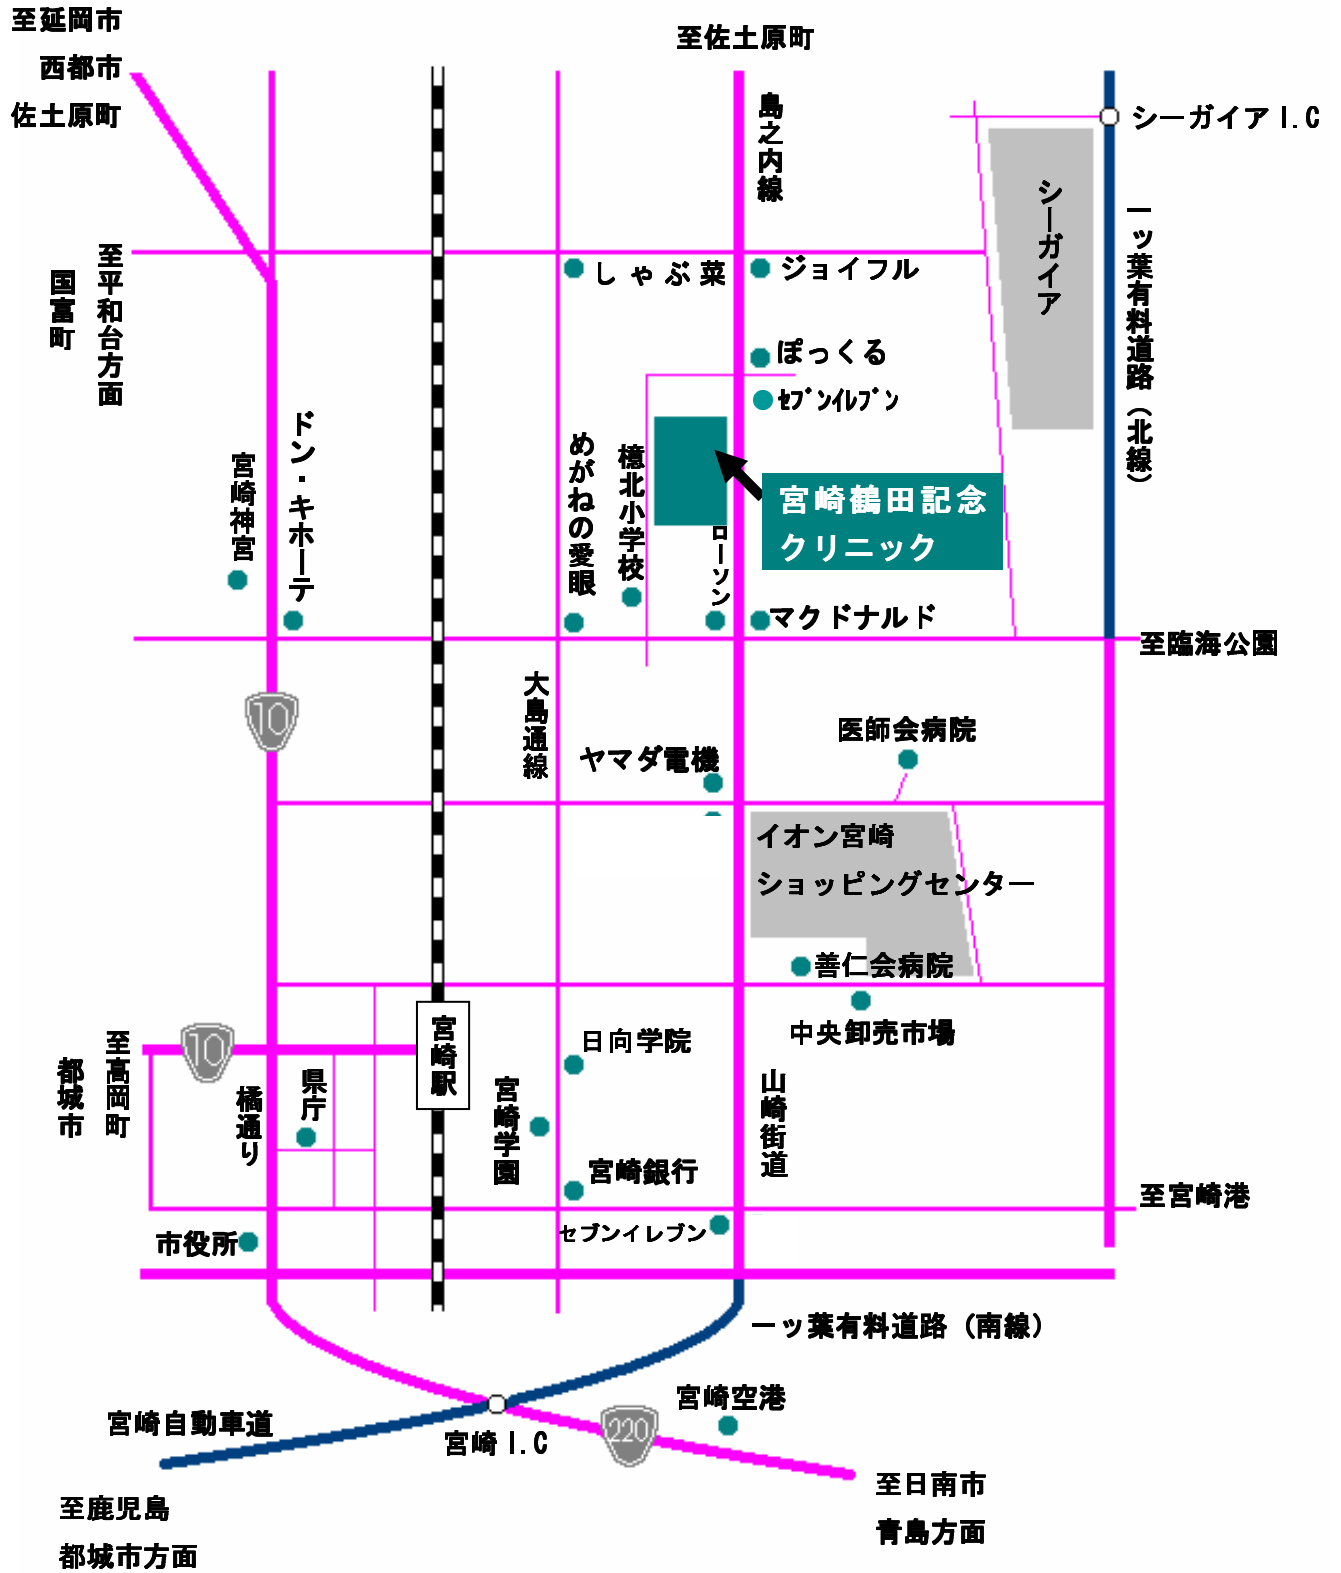 至延岡市
西都市
佐土原町
至佐土原町
島之内線
シーガイア I.C
シーガイア
一ッ葉有料道路（北線）
至平和台方面
国富町
しゃぶ菜
ジョイフル
ぽっくる
ｾﾌﾞﾝｲﾚﾌﾞﾝ
宮崎神宮
ドン・キホーテ
めがねの愛眼
檍北小学校
ローソン
宮崎鶴田記念
クリニック
マクドナルド
至臨海公園
10
大島通線
ヤマダ電機
医師会病院
イオン宮崎
ショッピングセンター
善仁会病院
中央卸売市場
至高岡町
都城市
10
橘通り
県庁
宮崎駅
宮崎学園
日向学院
宮崎銀行
山崎街道
至宮崎港
市役所
セブンイレブン
一ッ葉有料道路（南線）
宮崎自動車道
宮崎 I.C
220
宮崎空港
至鹿児島
都城市方面
至日南市
青島方面